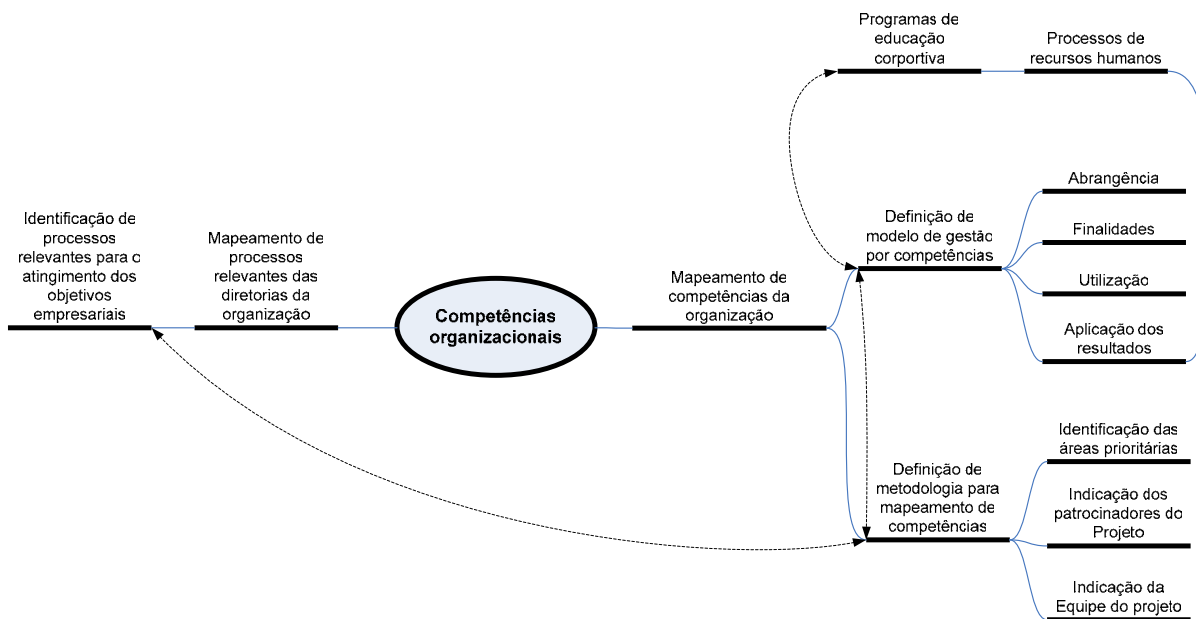 Programas de
educação
corportiva
Processos de
recursos humanos
Identificação de
processos
relevantes para o
atingimento dos
objetivos
empresariais
Mapeamento de
processos
relevantes das
diretorias da
organização
Competências
organizacionais
Mapeamento de
competências da
organização
Definição de
modelo de gestão
por competências
Abrangência
Finalidades
Utilização
Aplicação dos
resultados
Definição de
metodologia para
mapeamento de
competências
Identificação das
áreas prioritárias
Indicação dos
patrocinadores do
Projeto
Indicação da
Equipe do projeto